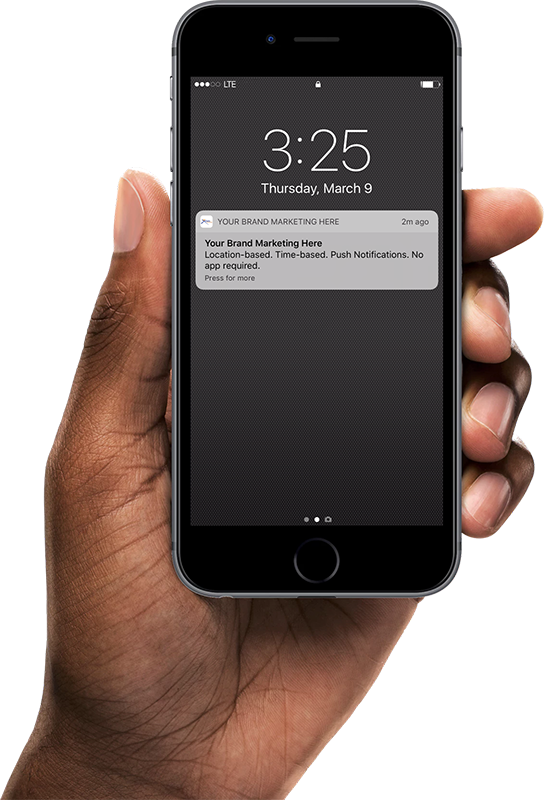 LTE
3:25
Thursday, March 9
YOUR BRAND MARKETING HERE 2m ago
Your Brand Marketing Here
Location-based. Time-based. Push Notifications. No
app required.
Press for more